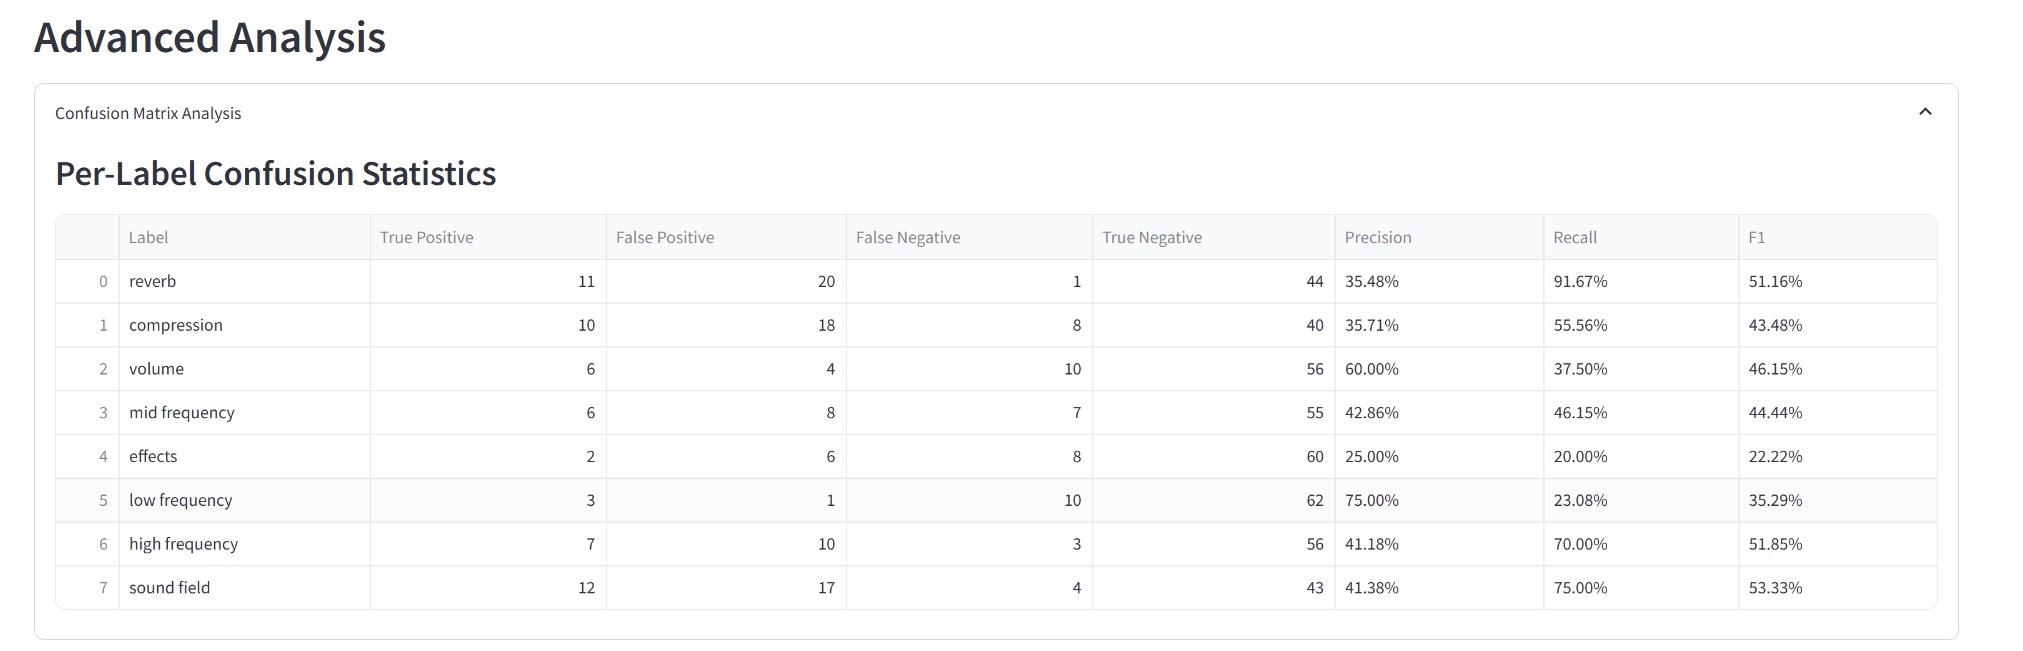 Advanced Analysis
Confusion Matrix Analysis
Per-Label Confusion Statistics
Label True Positive False Positive False Negative True Negative Precision Recall F1
0 reverb 11 20 1 44 35.48% 91.67% 51.16%
1 compression 10 18 8 40 35.71% 55.56% 43.48%
2 volume 6 4 10 56 60.00% 37.50% 46.15%
3 mid frequency 6 8 7 55 42.86% 46.15% 44.44%
4 effects 2 6 8 60 25.00% 20.00% 22.22%
5 low frequency 3 1 10 62 75.00% 23.08% 35.29%
6 high frequency 7 10 3 56 41.18% 70.00% 51.85%
7 sound field 12 17 4 43 41.38% 75.00% 53.33%